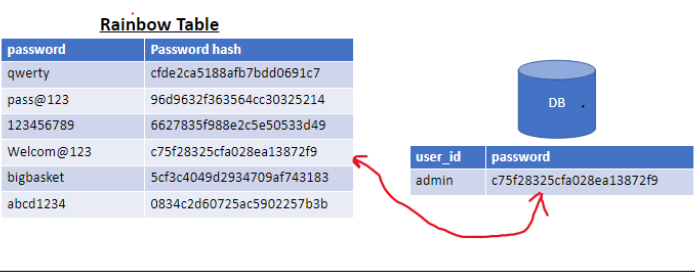 Rainbow Table
password Password hash
qwerty cfde2ca5188afb7bdd0691c7
pass@123 96d9632f363564cc30325214
123456789 6627835f988e2c5e50533d49
Welcom@123 c75f28325cfa028ea13872f9
bigbasket 5cf3c4049d2934709af743183
abcd1234 0834c2d60725ac5902257b3b
DB
user_id password
admin c75f28325cfa028ea13872f9